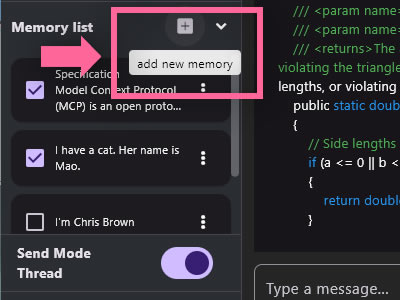 Memory list
add new memory
Specification
Model Context Protocol
(MCP) is an open proto...
I have a cat. Her name is
Mao.
I'm Chris Brown
Send Mode
Thread
/// <param name=
/// <param name=
/// <returns>The
violating the triangle
lengths, or violating
public static doub
{
// Side lengths
if (a <= 0 || b <
{
return double
}
Type a message...